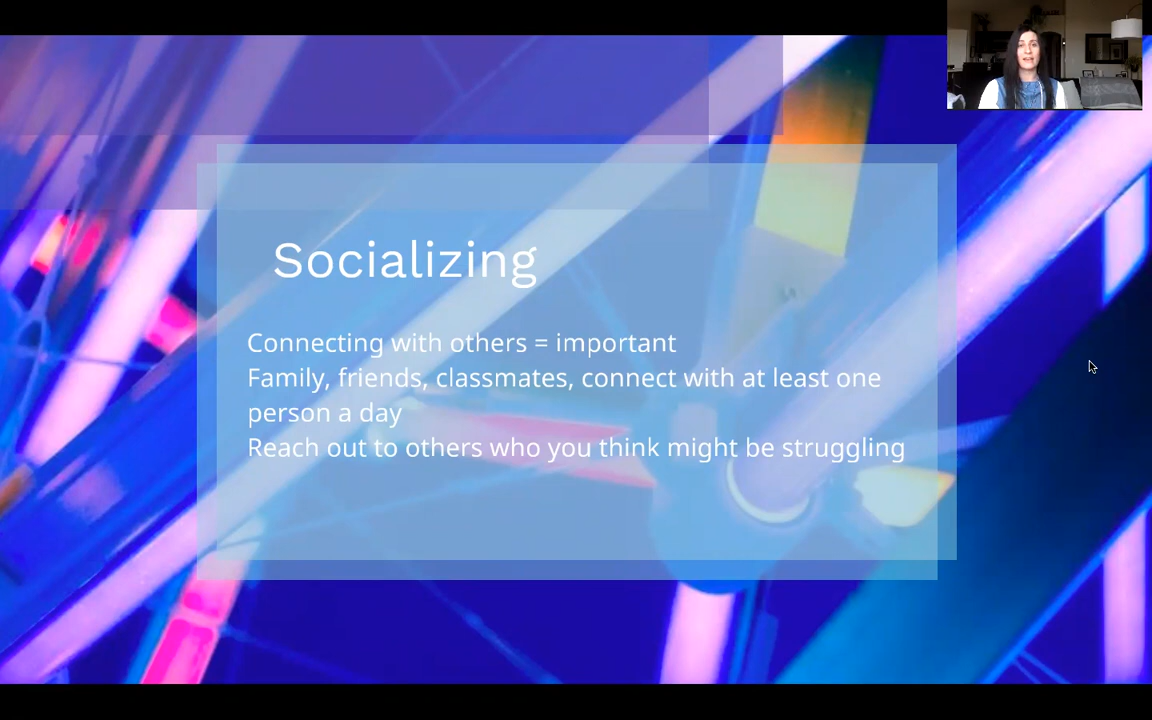 Socializing
Connecting with others = important
Family, friends, classmates, connect with at least one
person a day
Reach out to others who you think might be struggling